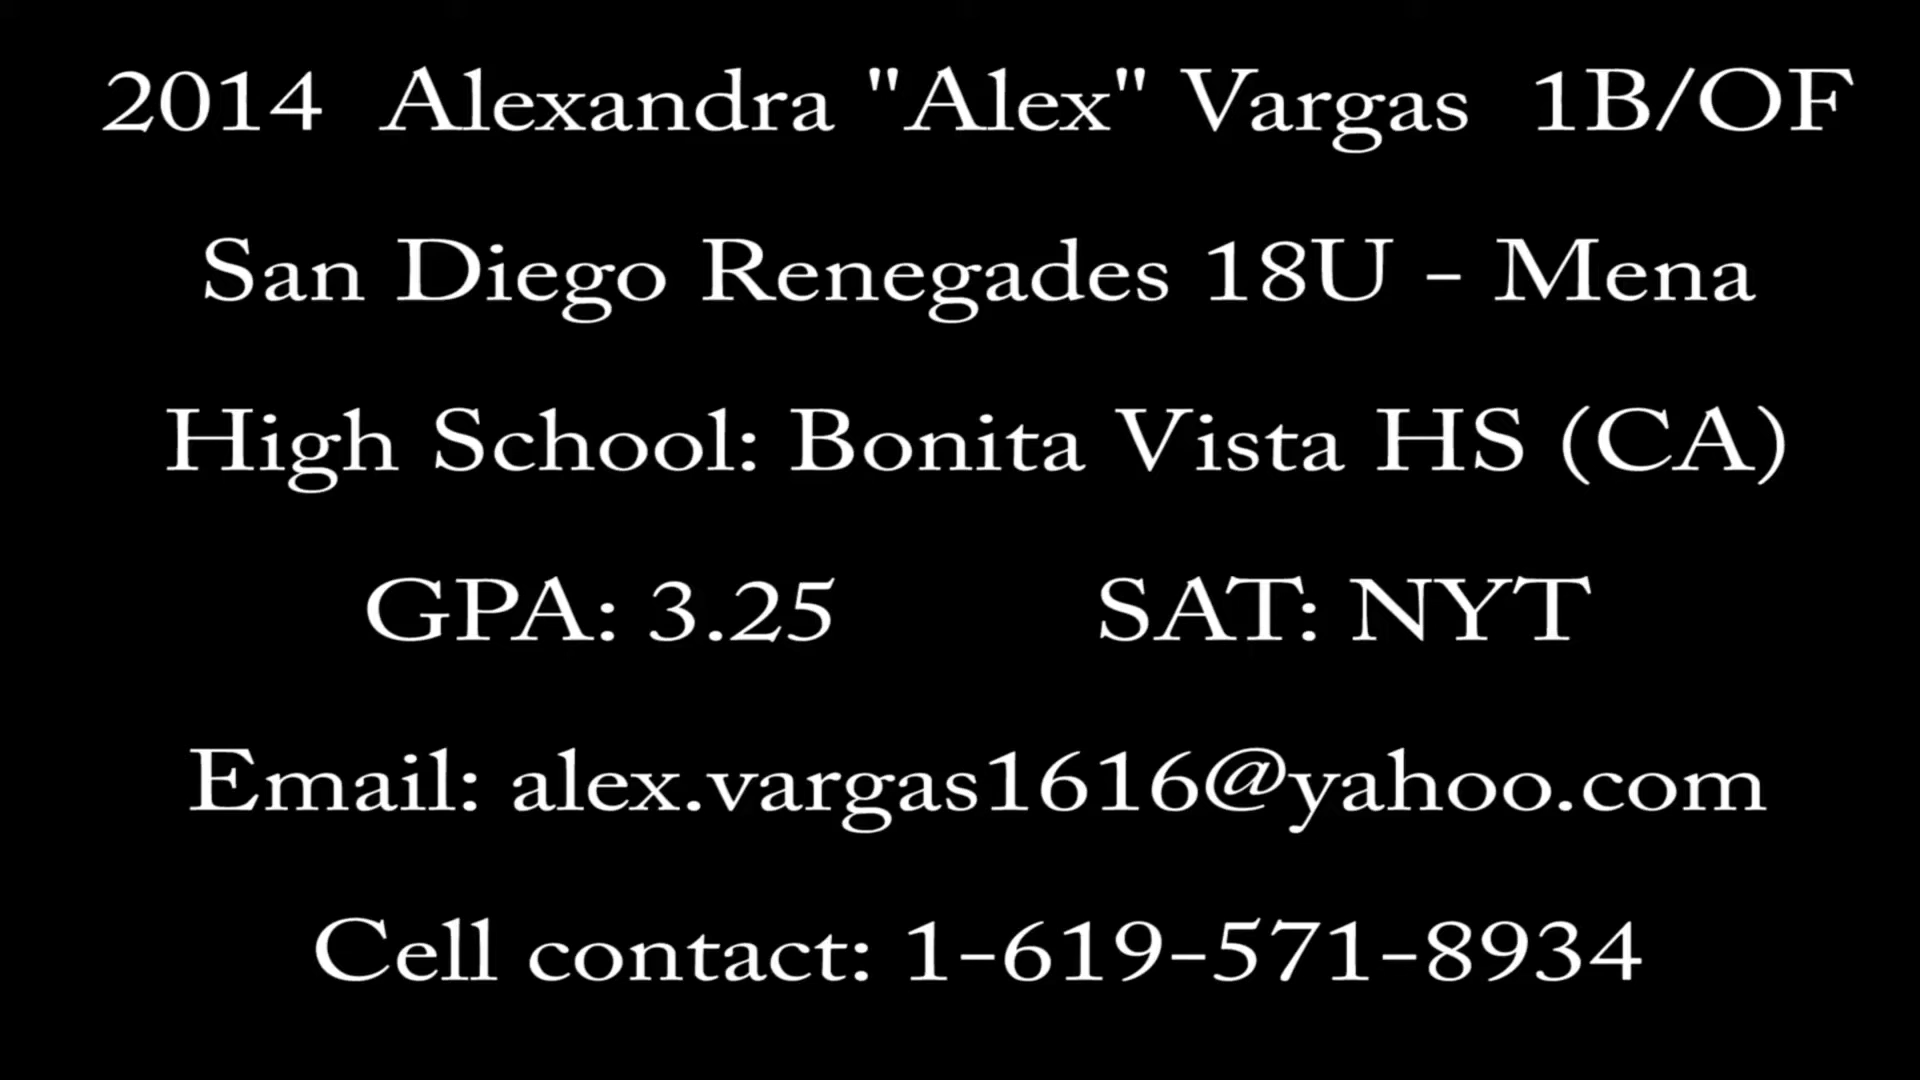 2014 Alexandra "Alex" Vargas 1B/OF
San Diego Renegades 18U - Mena
High School: Bonita Vista HS (CA)
GPA: 3.25 SAT: NYT
Email: alex.vargas1616@yahoo.com
Cell contact: 1-619-571-8934